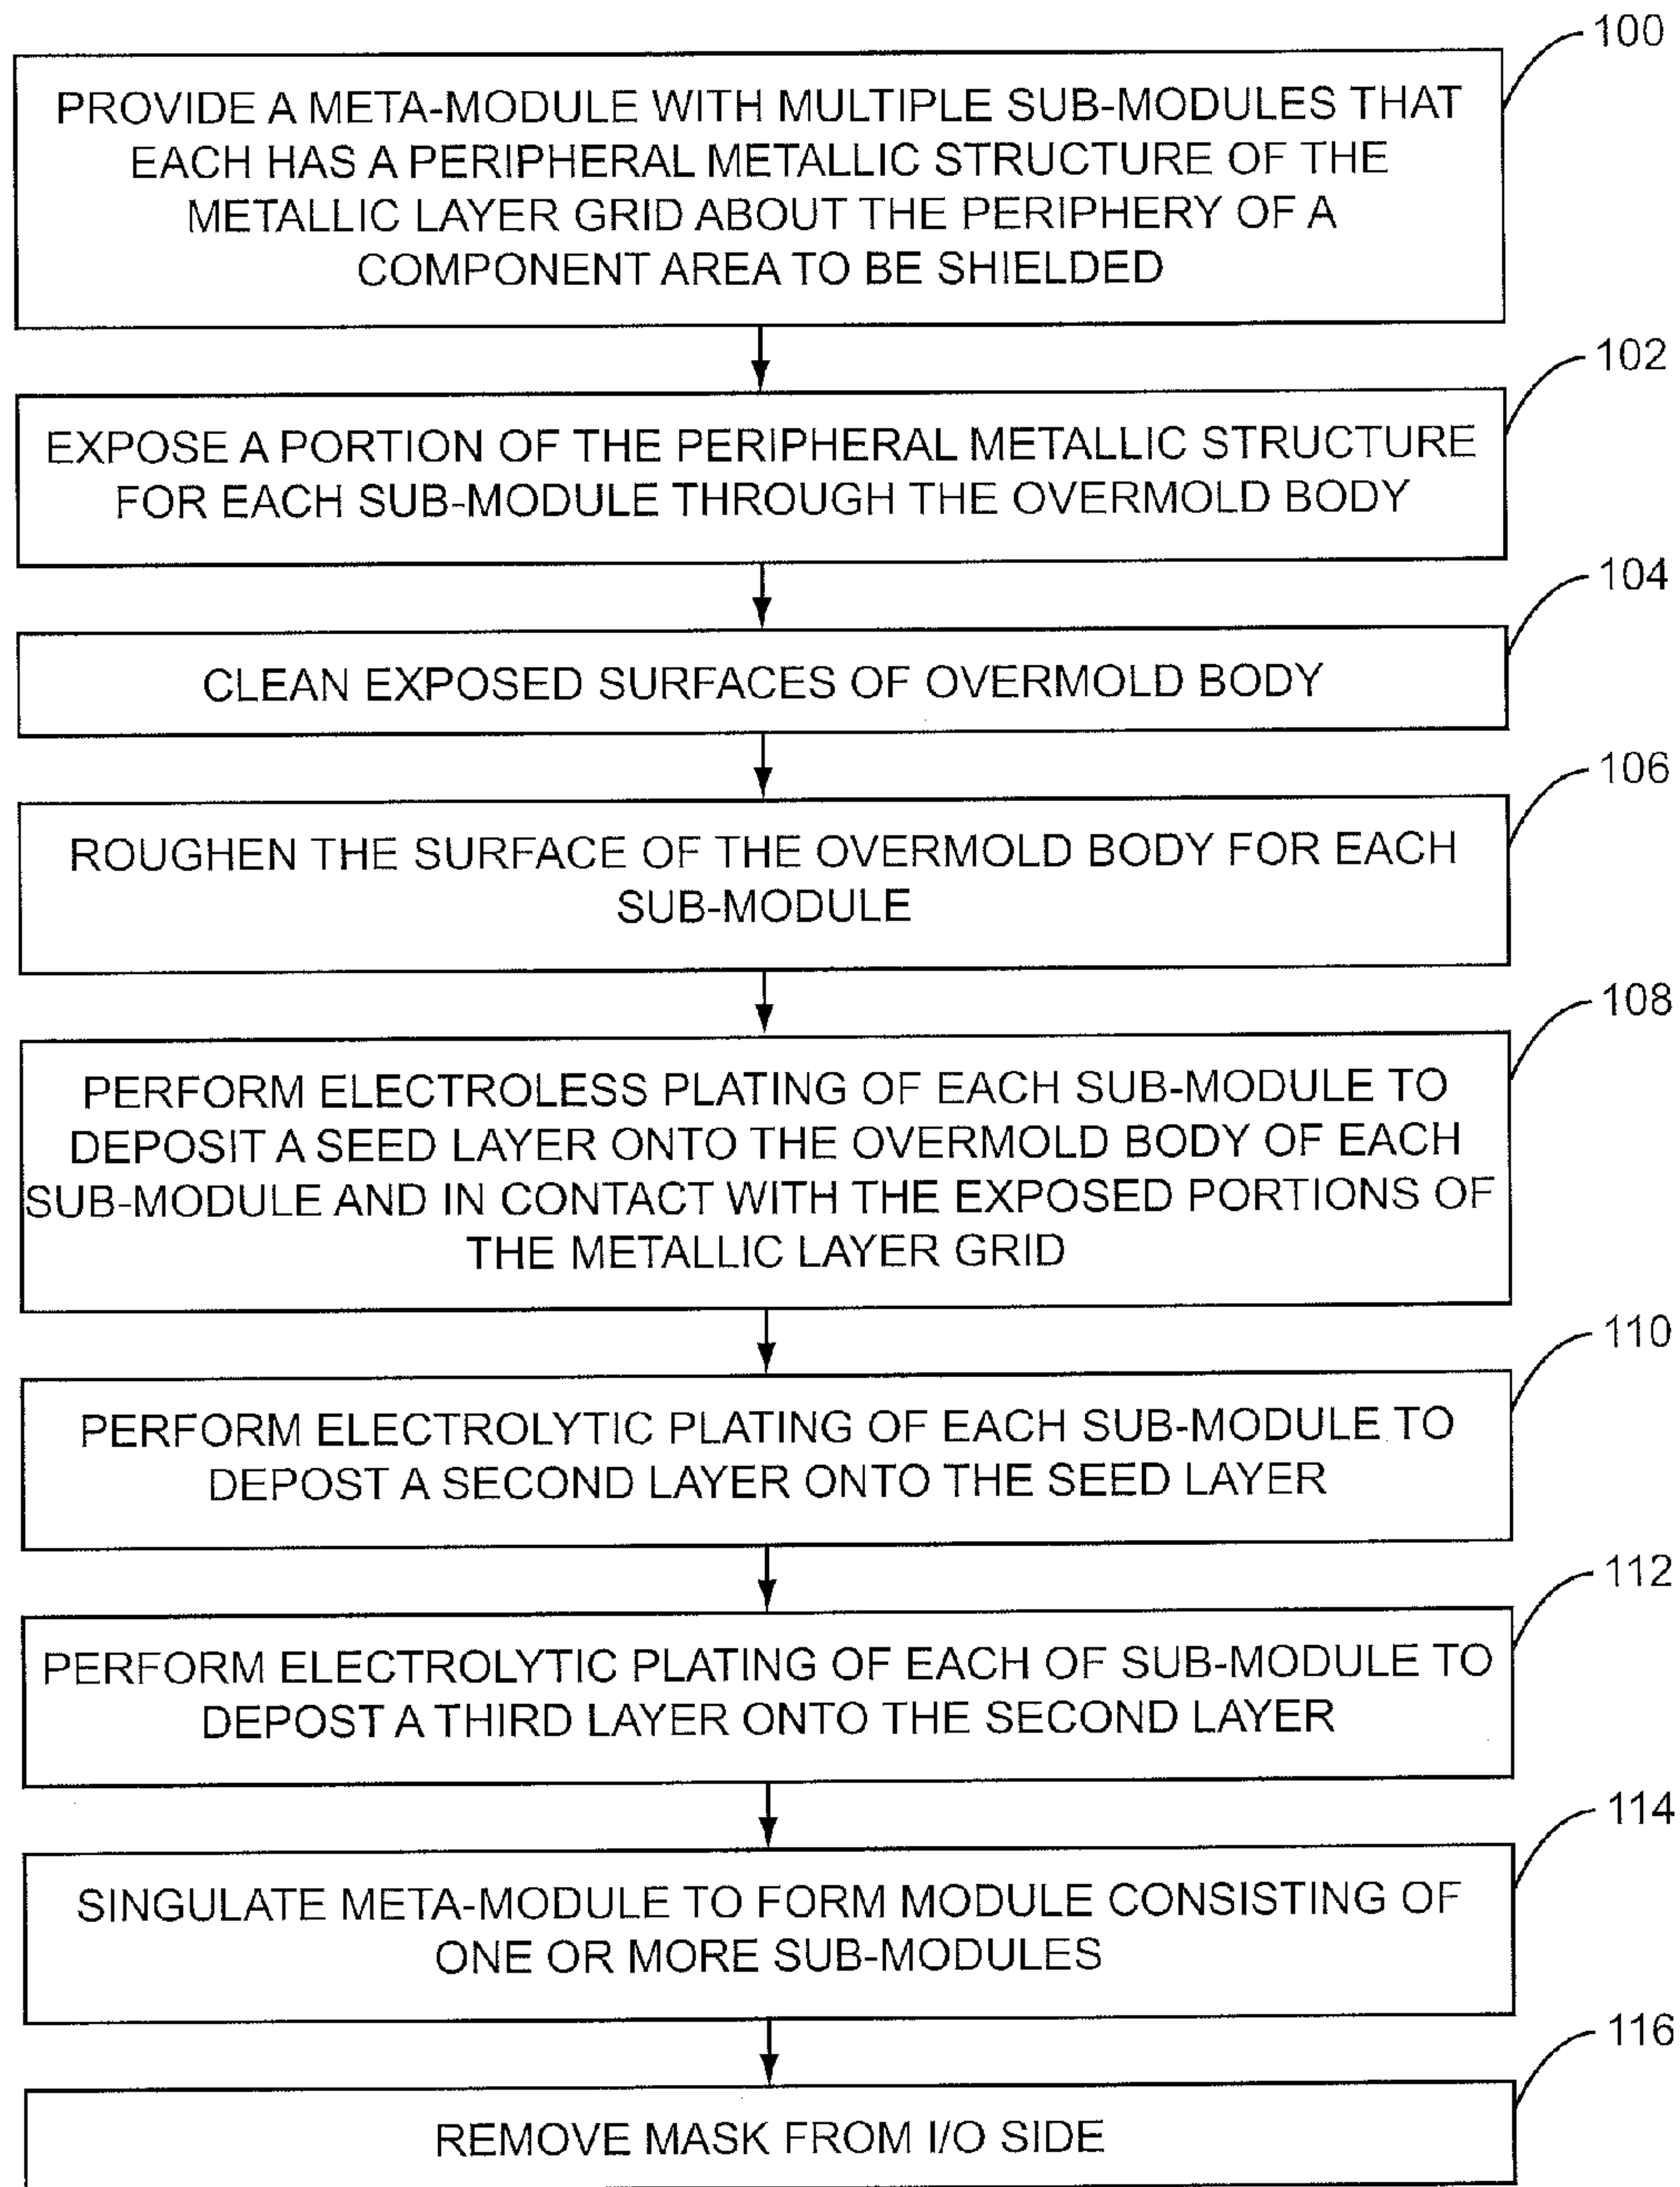 100
PROVIDE A META-MODULE WITH MULTIPLE SUB-MODULES THAT
EACH HAS A PERIPHERAL METALLIC STRUCTURE OF THE
METALLIC LAYER GRID ABOUT THE PERIPHERY OF A
COMPONENT AREA TO BE SHIELDED
102
EXPOSE A PORTION OF THE PERIPHERAL METALLIC STRUCTURE
FOR EACH SUB-MODULE THROUGH THE OVERMOLD BODY
104
CLEAN EXPOSED SURFACES OF OVERMOLD BODY
106
ROUGHEN THE SURFACE OF THE OVERMOLD BODY FOR EACH
SUB-MODULE
108
PERFORM ELECTROLESS PLATING OF EACH SUB-MODULE TO
DEPOSIT A SEED LAYER ONTO THE OVERMOLD BODY OF EACH
SUB-MODULE AND IN CONTACT WITH THE EXPOSED PORTIONS OF
THE METALLIC LAYER GRID
110
PERFORM ELECTROLYTIC PLATING OF EACH SUB-MODULE TO
DEPOST A SECOND LAYER ONTO THE SEED LAYER
112
PERFORM ELECTROLYTIC PLATING OF EACH OF SUB-MODULE TO
DEPOST A THIRD LAYER ONTO THE SECOND LAYER
114
SINGULATE META-MODULE TO FORM MODULE CONSISTING OF
ONE OR MORE SUB-MODULES
116
REMOVE MASK FROM I/O SIDE